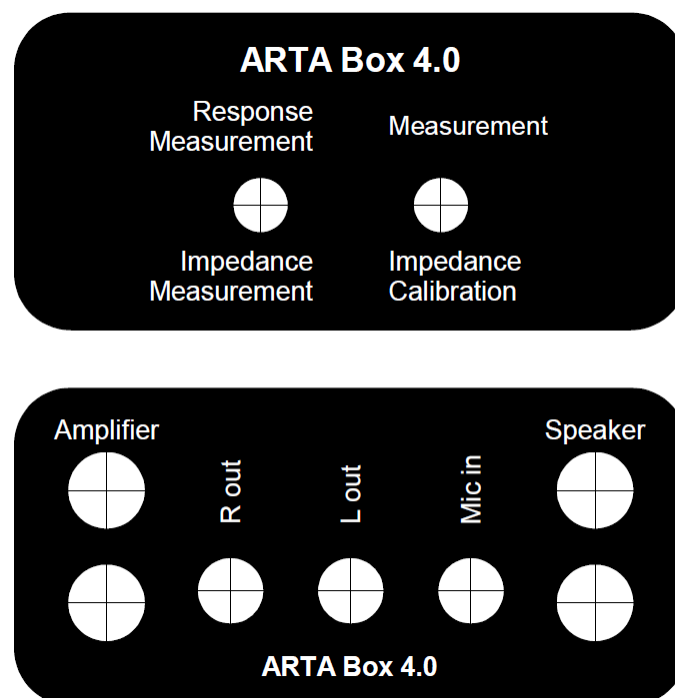 ARTA Box 4.0
Response
Measurement
Measurement
Impedance
Measurement
Impedance
Calibration
Amplifier
Speaker
R out
L out
Mic in
ARTA Box 4.0